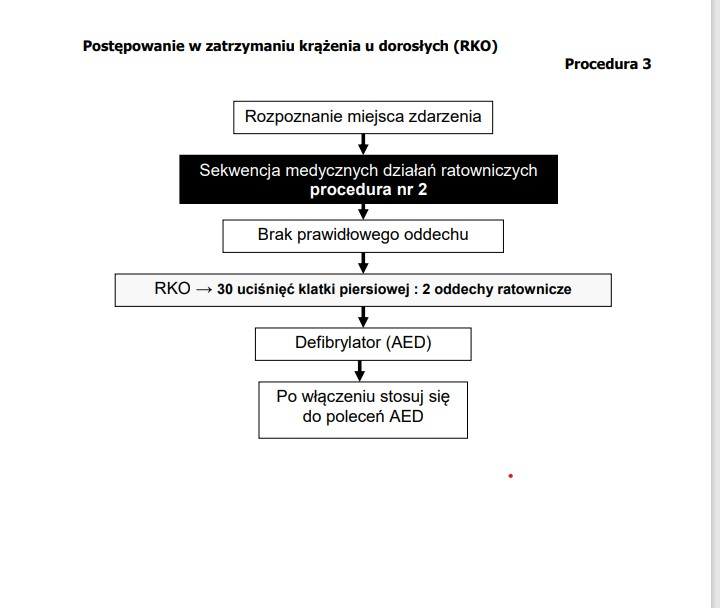 Postępowanie w zatrzymaniu krążenia u dorosłych (RKO)
Procedura 3
Rozpoznanie miejsca zdarzenia
Sekwencja medycznych działań ratowniczych
procedura nr 2
Brak prawidłowego oddechu
RKO → 30 uciśnięć klatki piersiowej : 2 oddechy ratownicze
Defibrylator (AED)
Po włączeniu stosuj się
do poleceń AED